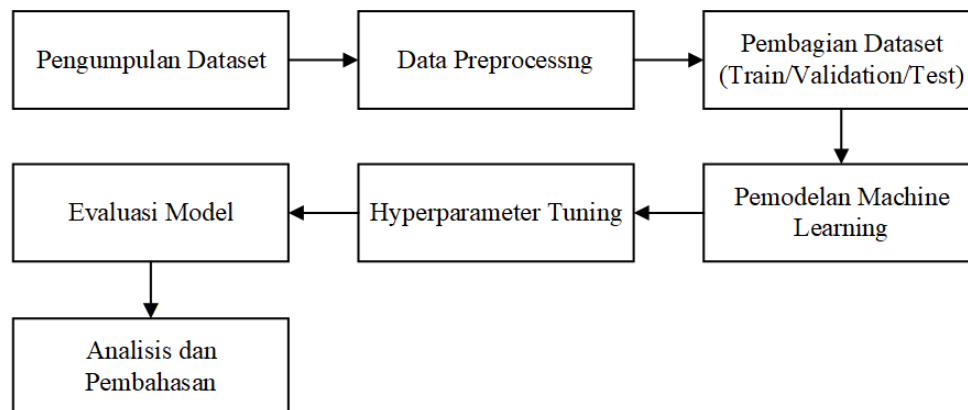 Pengumpulan Dataset
Data Preprocessng
Pembagian Dataset
(Train/Validation/Test)
Pemodelan Machine
Learning
Hyperparameter Tuning
Evaluasi Model
Analisis dan
Pembahasan